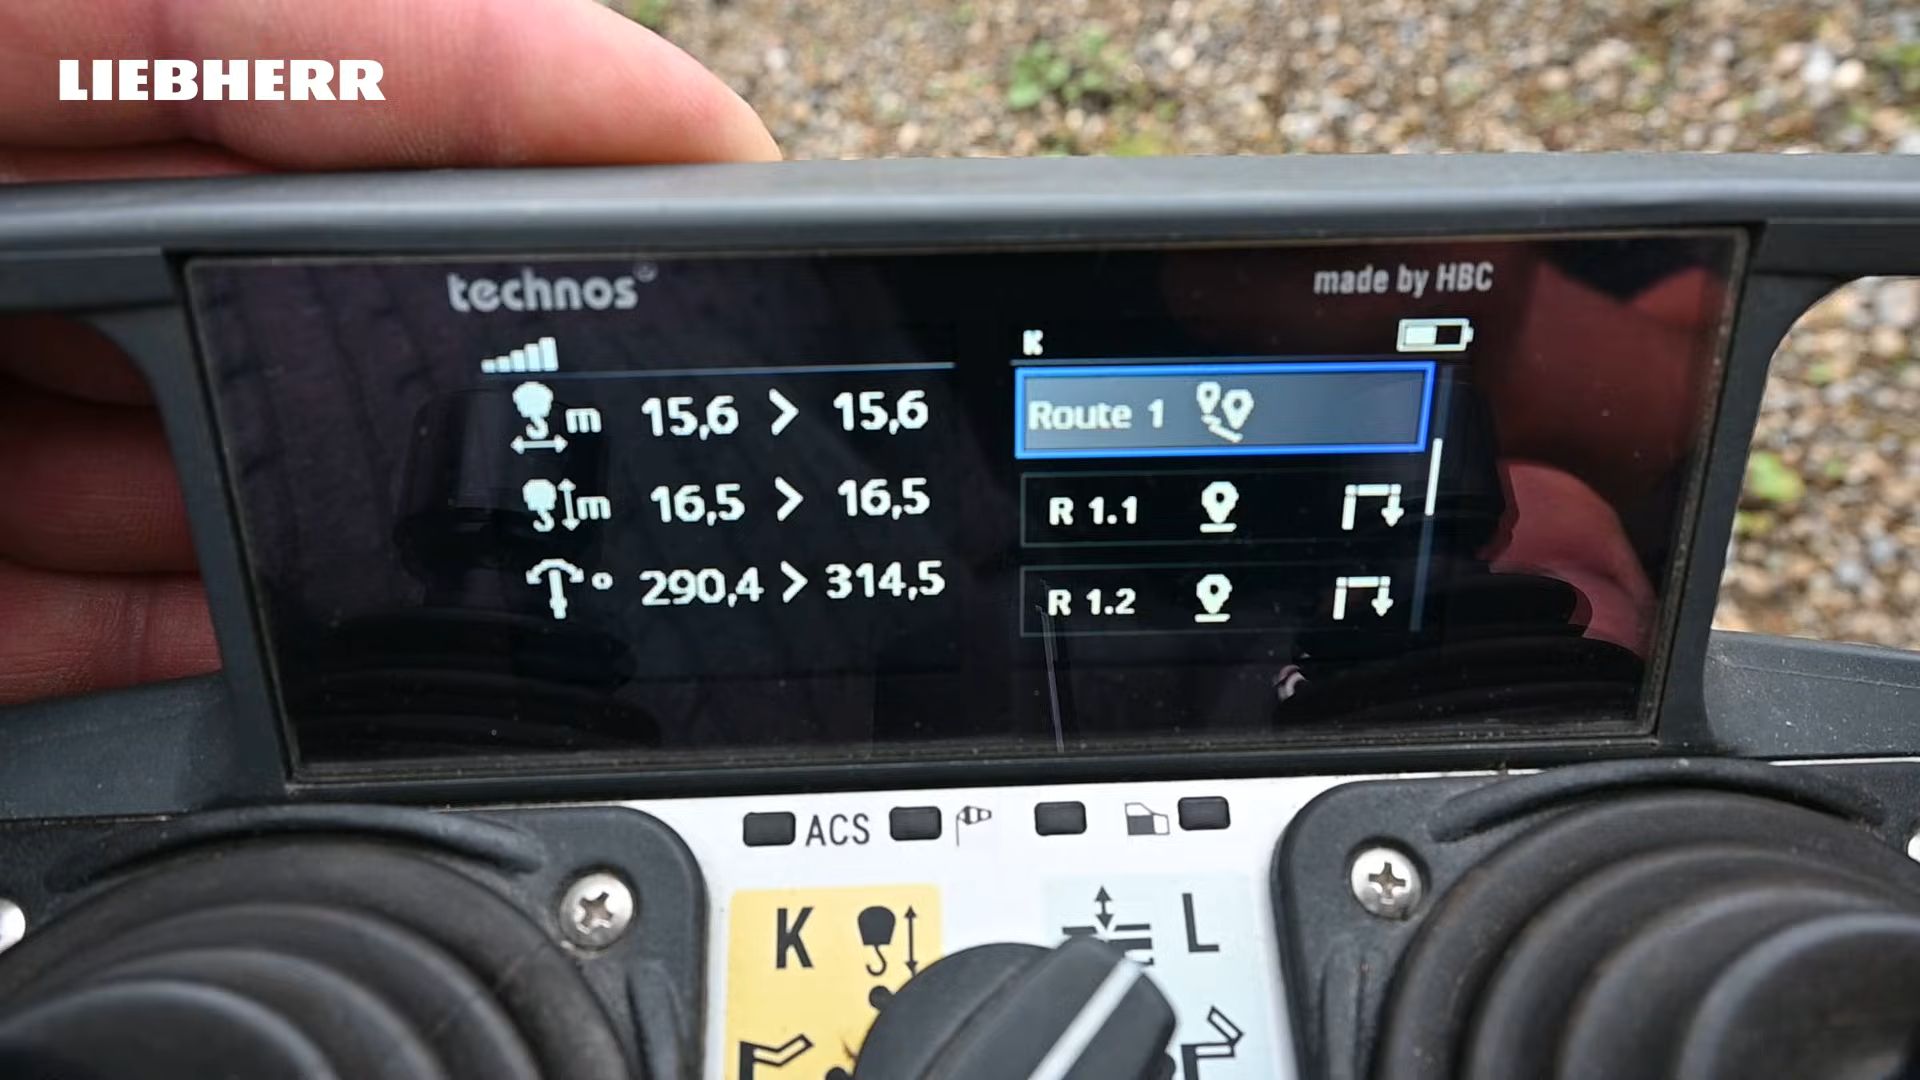 LIEBHERR
technos
made by HBC
K
m 15,6 > 15,6
m 16,5 > 16,5
° 290,4 > 314,5
Route 1
R 1.1
R 1.2
ACS
K
L